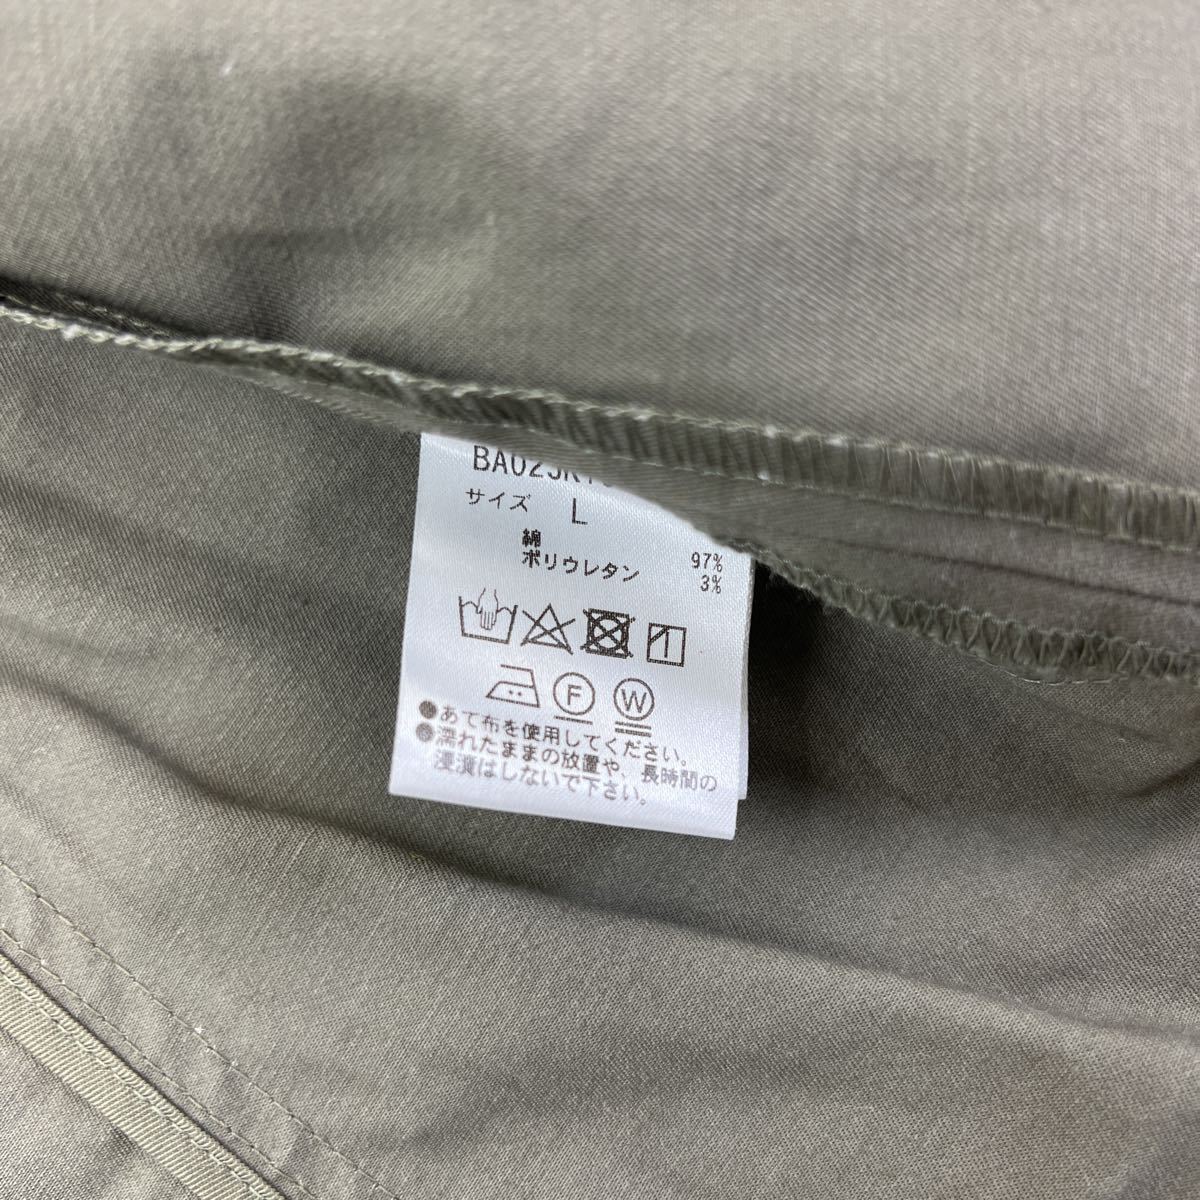 サイズ L
綿 97%
ポリウレタン 3%
F W
●あて布を使用してください。
●濡れたままの放置や、長時間の
浸漬はしないで下さい。